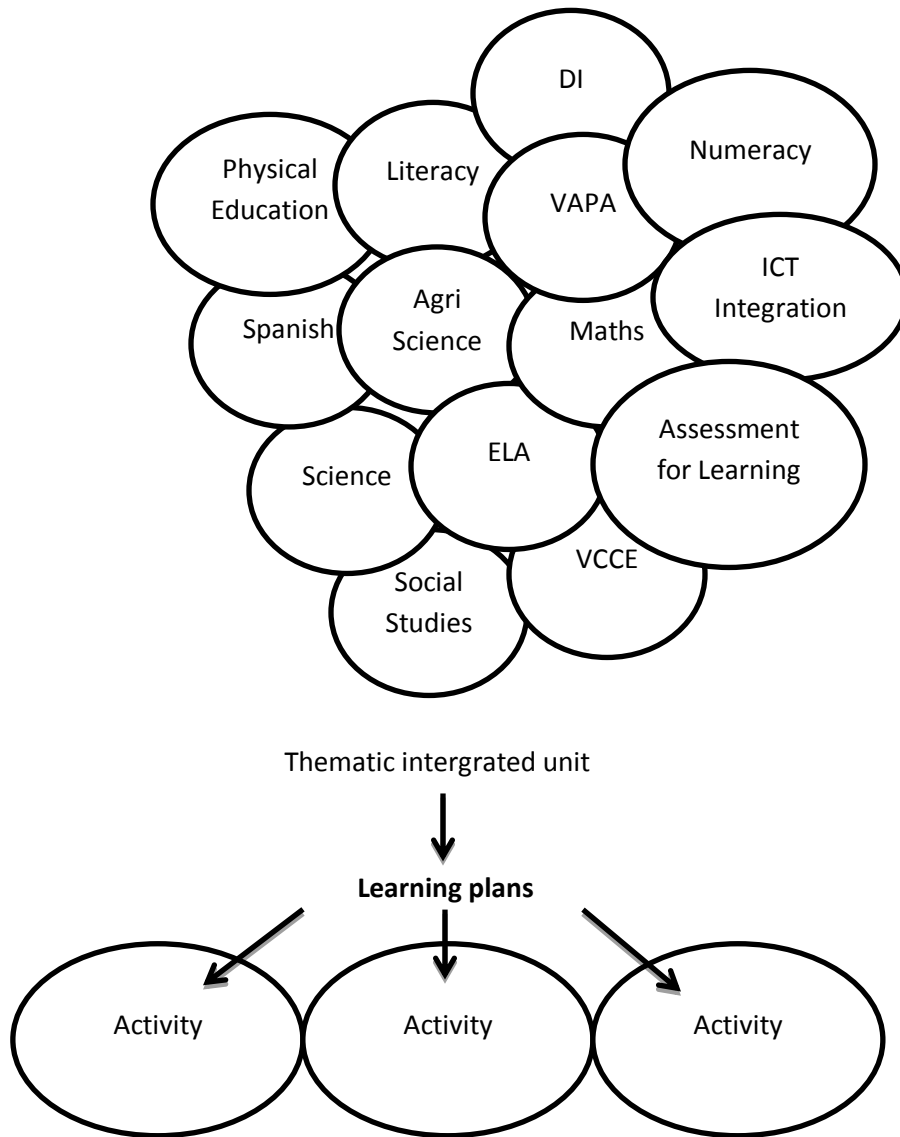 DI
Numeracy
Physical
Education
Literacy
VAPA
ICT
Integration
Spanish
Agri
Science
Maths
Assessment
for Learning
Science
ELA
VCCE
Social
Studies
Thematic intergrated unit
Learning plans
Activity
Activity
Activity